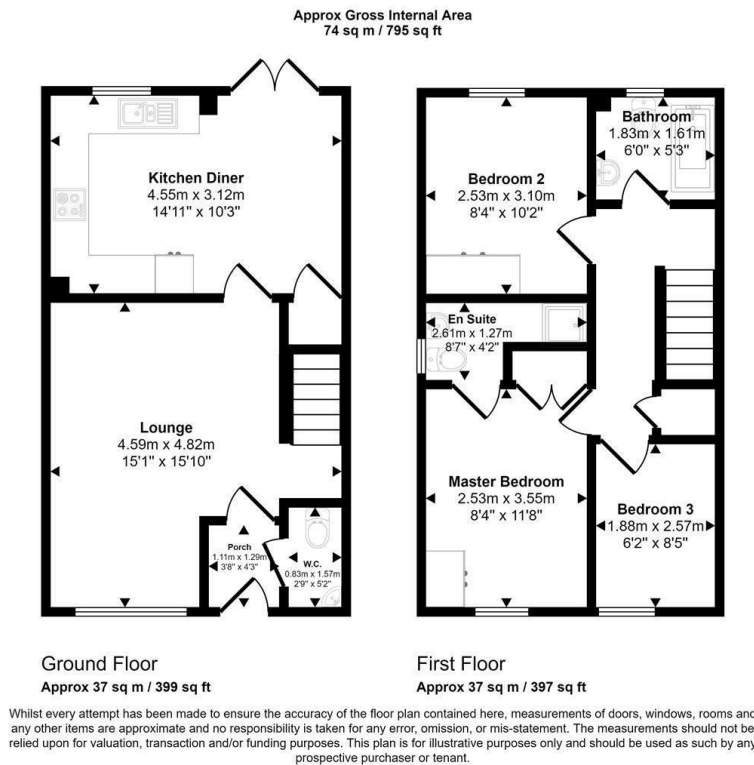 Approx Gross Internal Area
74 sq m / 795 sq ft
Kitchen Diner
4.55m x 3.12m
14'11" x 10'3"
Lounge
4.59m x 4.82m
15'1" x 15'10"
Porch
1.11m x 1.29m
3'8" x 4'3"
W.C.
0.83m x 1.57m
2'9" x 5'2"
Bedroom 2
2.53m x 3.10m
8'4" x 10'2"
Bathroom
1.83m x 1.61m
6'0" x 5'3"
En Suite
2.61m x 1.27m
8'7" x 4'2"
Master Bedroom
2.53m x 3.55m
8'4" x 11'8"
Bedroom 3
1.88m x 2.57m
6'2" x 8'5"
Ground Floor
Approx 37 sq m / 399 sq ft
First Floor
Approx 37 sq m / 397 sq ft
Whilst every attempt has been made to ensure the accuracy of the floor plan contained here, measurements of doors, windows, rooms and
any other items are approximate and no responsibility is taken for any error, omission, or mis-statement. The measurements should not be
relied upon for valuation, transaction and/or funding purposes. This plan is for illustrative purposes only and should be used as such by any
prospective purchaser or tenant.